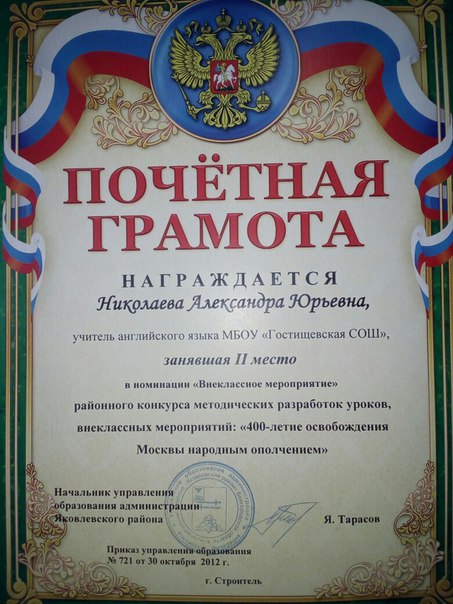 ПОЧЁТНАЯ
ГРАМОТА
НАГРАЖДАЕТСЯ
Николаева Александра Юрьевна,
учитель английского языка МБОУ «Гостищевская СОШ»,
занявшая II место
в номинации «Внеклассное мероприятие»
районного конкурса методических разработок уроков,
внеклассных мероприятий: «400-летие освобождения
Москвы народным ополчением»
Начальник управления
образования администрации
Яковлевского района
Я. Тарасов
Приказ управления образования
№ 721 от 30 октября 2012 г.
г. Строитель